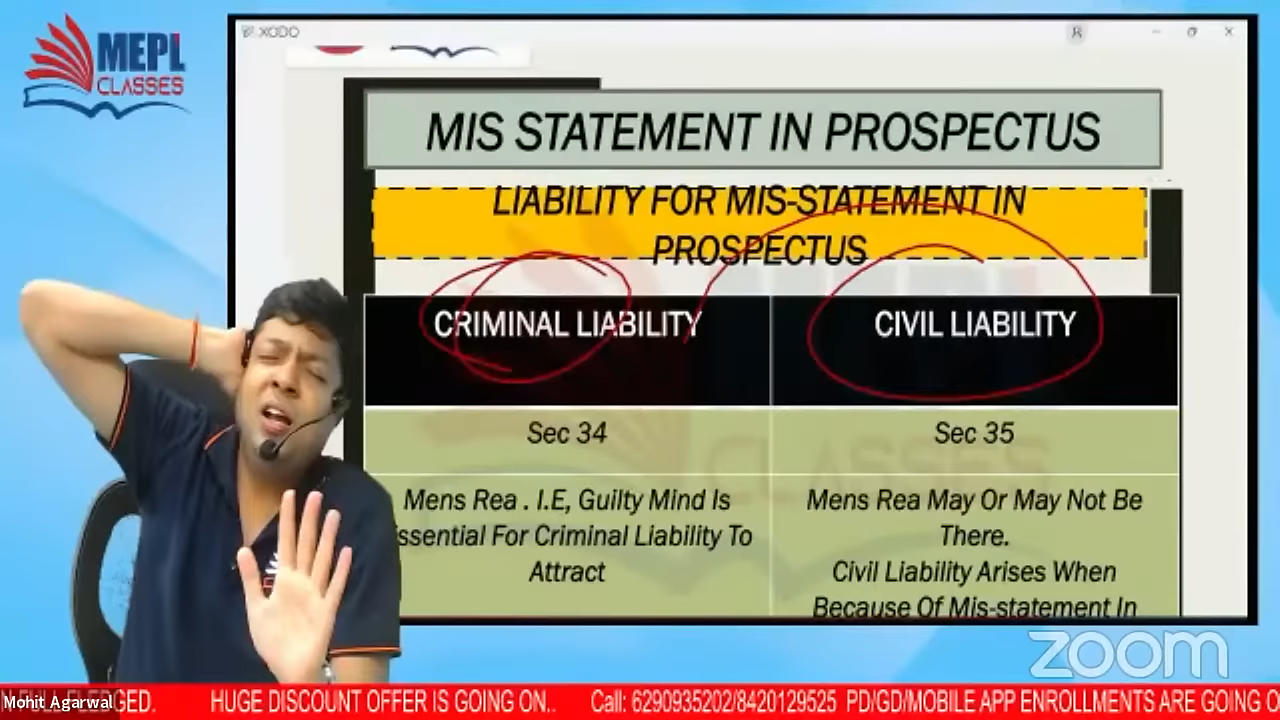 MEPL
CLASSES
XODO
MIS STATEMENT IN PROSPECTUS
LIABILITY FOR MIS-STATEMENT IN
PROSPECTUS
CRIMINAL LIABILITY
CIVIL LIABILITY
Sec 34
Sec 35
Mens Rea . I.E, Guilty Mind Is
ssential For Criminal Liability To
Attract
Mens Rea May Or May Not Be
There.
Civil Liability Arises When
Because Of Mis-statement In
zoom
Mohit Agarwal
N FULL FLEDGED. HUGE DISCOUNT OFFER IS GOING ON.. Call: 6290935202/8420129525 PD/GD/MOBILE APP ENROLLMENTS ARE GOING O